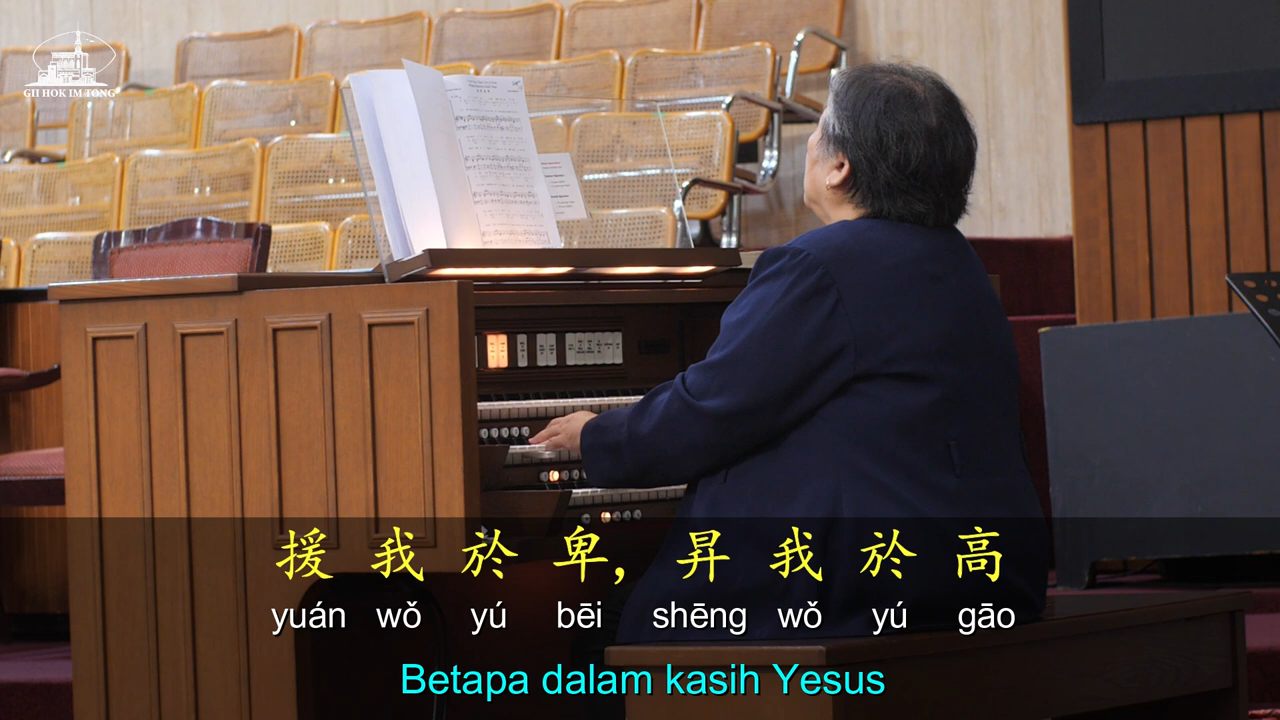 GII HOK IM TONG
援 我 於 卑, 昇 我 於 高
yuán wǒ yú bēi shēng wǒ yú gāo
Betapa dalam kasih Yesus